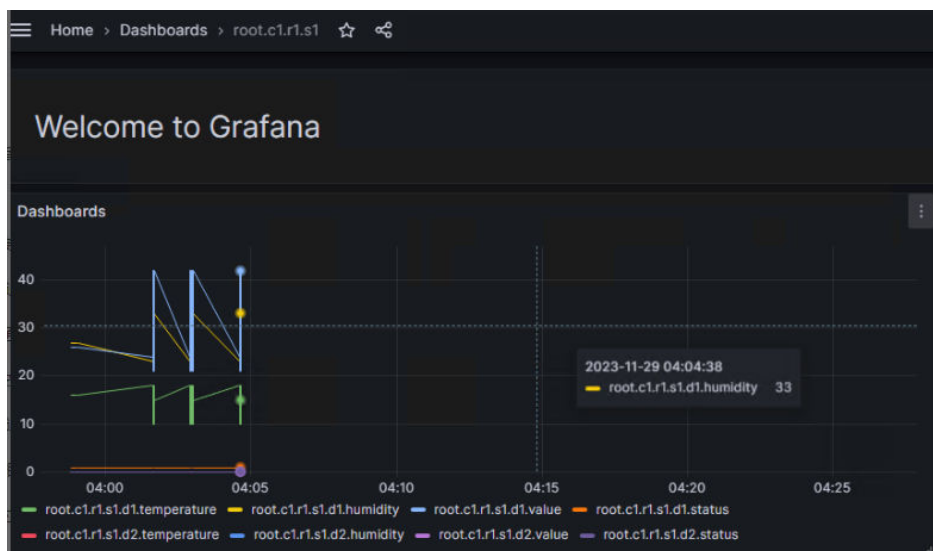 Home › Dashboards › root.c1.r1.s1
Welcome to Grafana
Dashboards
40
30
20
10
0
2023-11-29 04:04:38
root.c1.r1.s1.d1.humidity 33
04:00 04:05 04:10 04:15 04:20 04:25
root.c1.r1.s1.d1.temperature root.c1.r1.s1.d1.humidity root.c1.r1.s1.d1.value root.c1.r1.s1.d1.status
root.c1.r1.s1.d2.temperature root.c1.r1.s1.d2.humidity root.c1.r1.s1.d2.value root.c1.r1.s1.d2.status